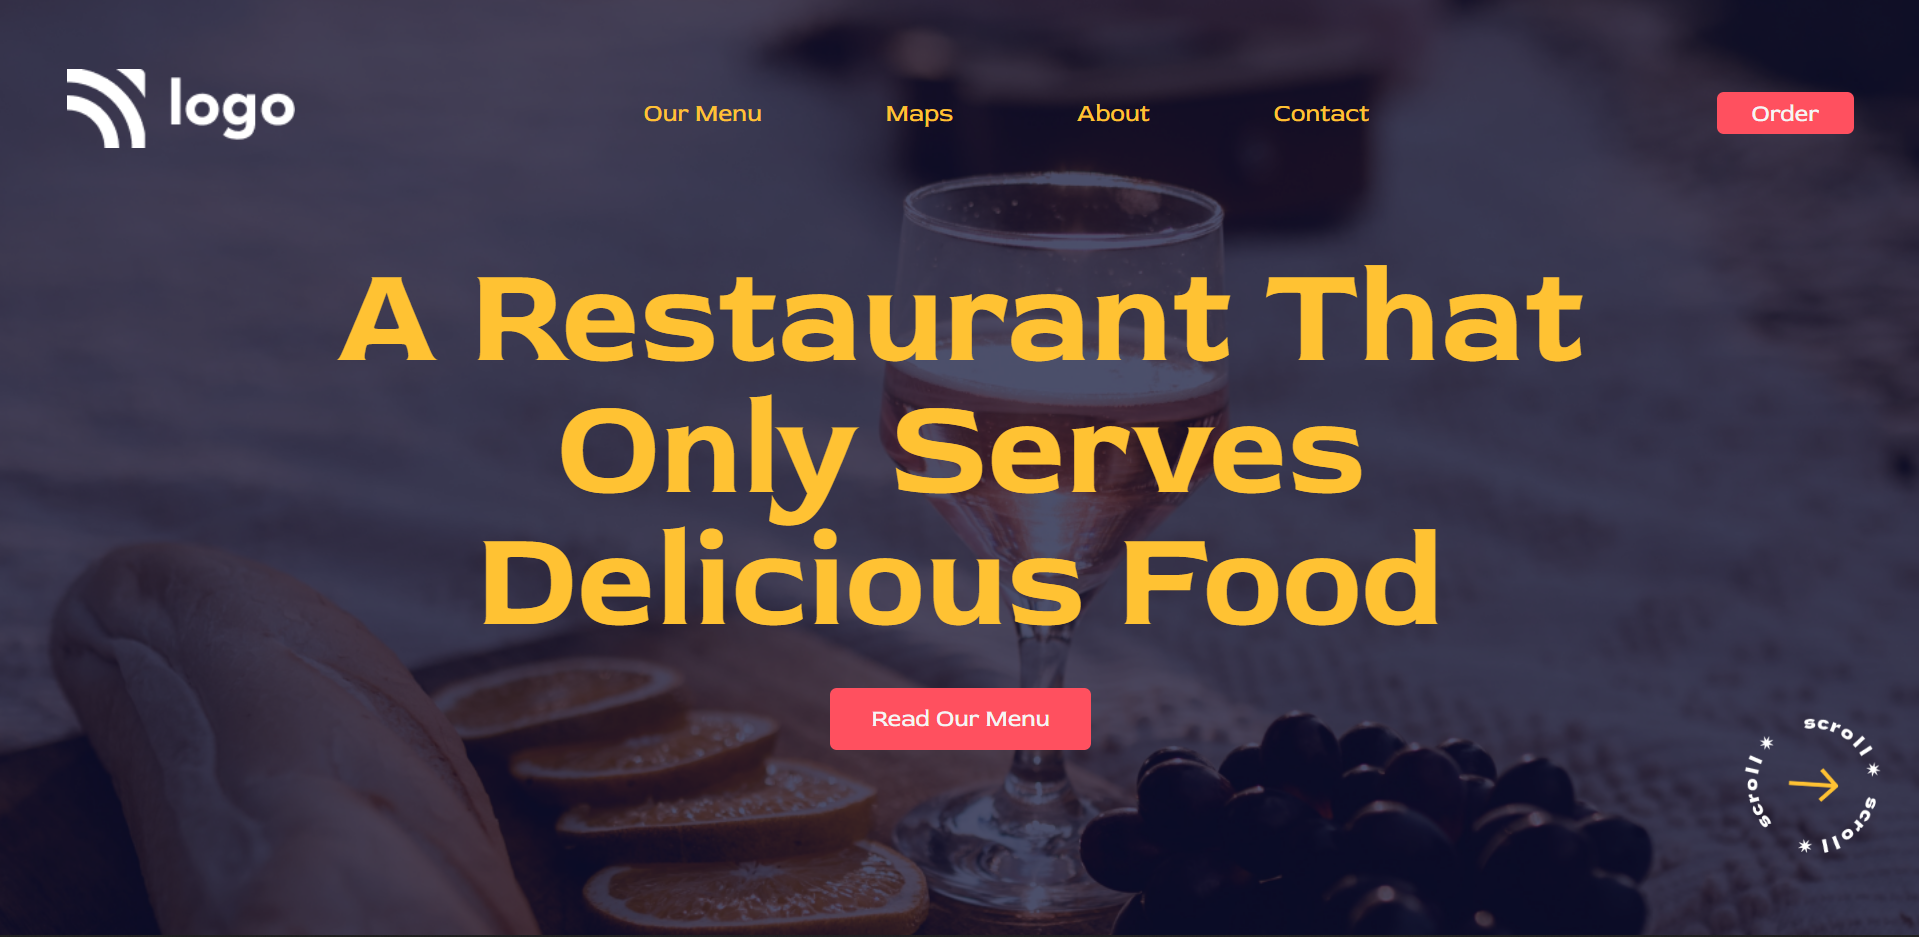 logo
Our Menu
Maps
About
Contact
Order
A Restaurant That
Only Serves
Delicious Food
Read Our Menu
scroll ✷ scroll ✷ scroll ✷